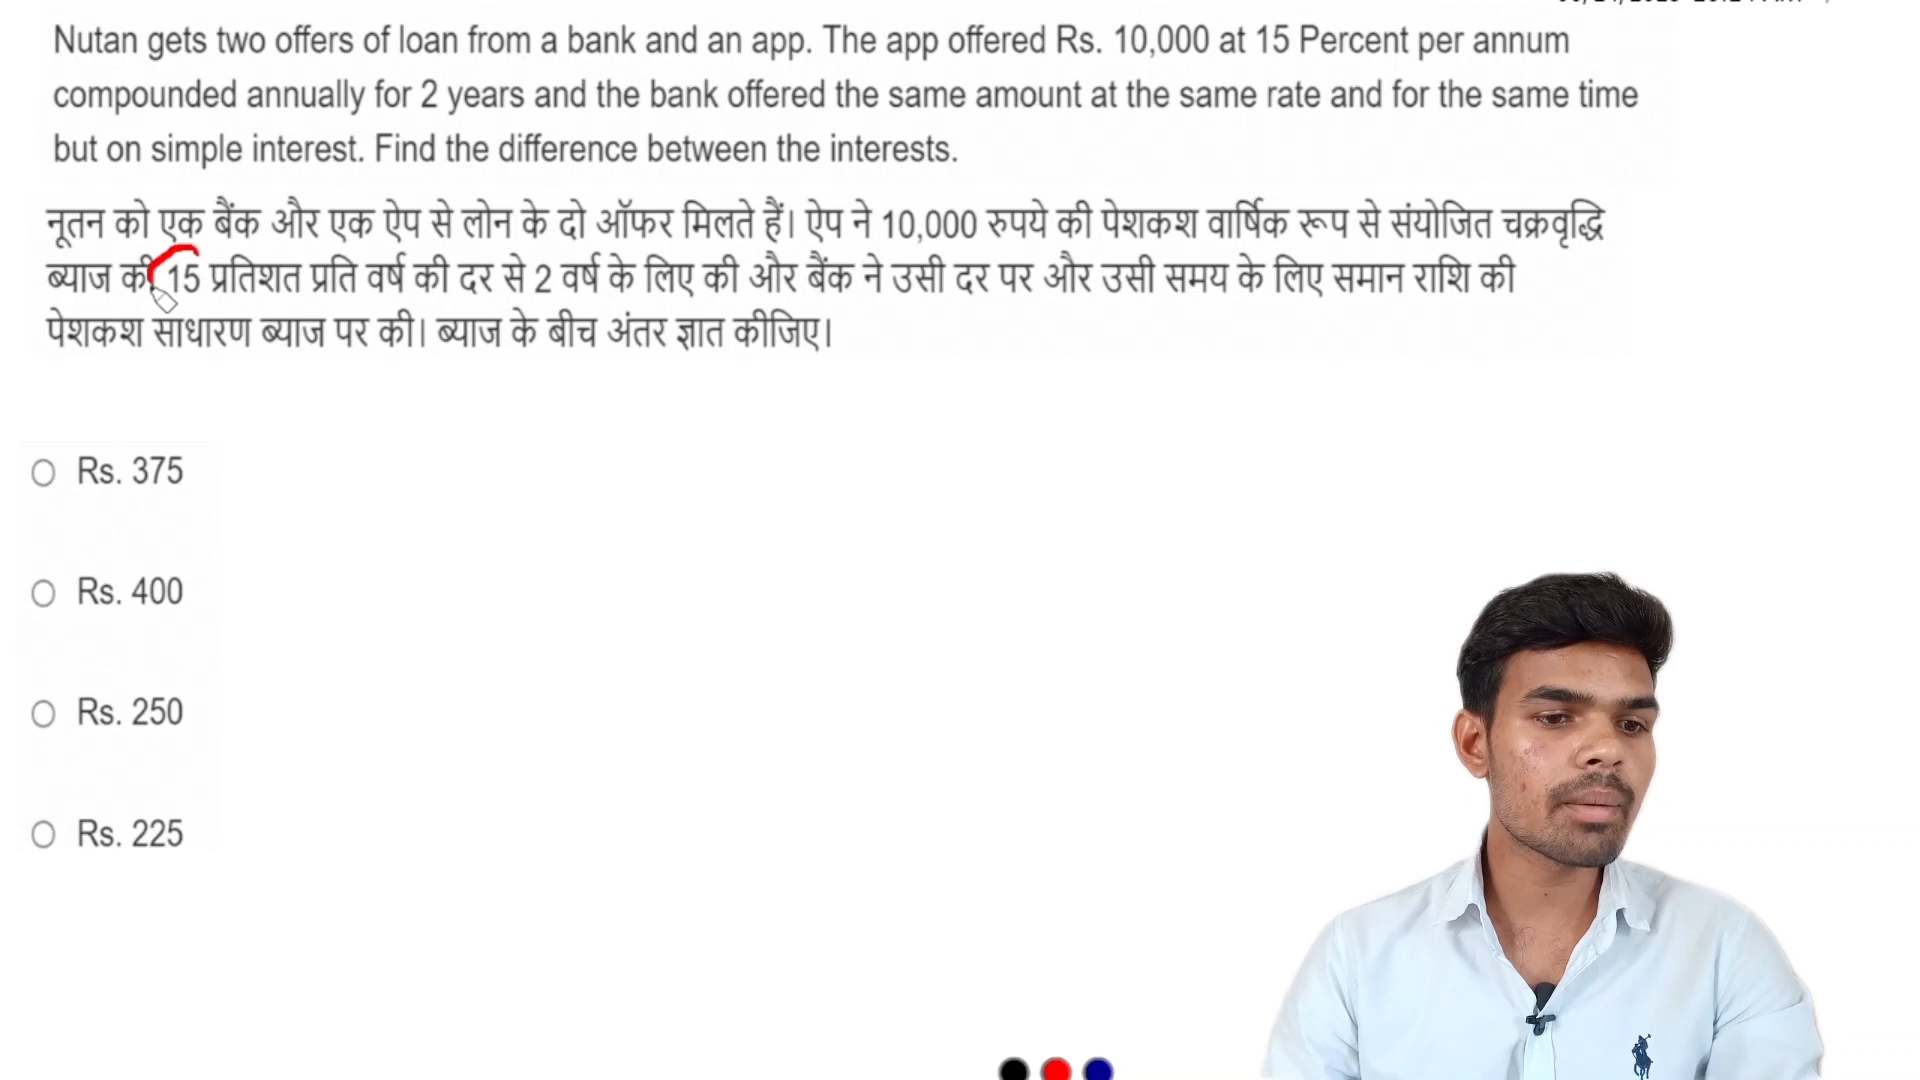 Nutan gets two offers of loan from a bank and an app. The app offered Rs. 10,000 at 15 Percent per annum
compounded annually for 2 years and the bank offered the same amount at the same rate and for the same time
but on simple interest. Find the difference between the interests.
नूतन को एक बैंक और एक ऐप से लोन के दो ऑफर मिलते हैं। ऐप ने 10,000 रुपये की पेशकश वार्षिक रूप से संयोजित चक्रवृद्धि
ब्याज की 15 प्रतिशत प्रति वर्ष की दर से 2 वर्ष के लिए की और बैंक ने उसी दर पर और उसी समय के लिए समान राशि की
पेशकश साधारण ब्याज पर की। ब्याज के बीच अंतर ज्ञात कीजिए।
Rs. 375
Rs. 400
Rs. 250
Rs. 225